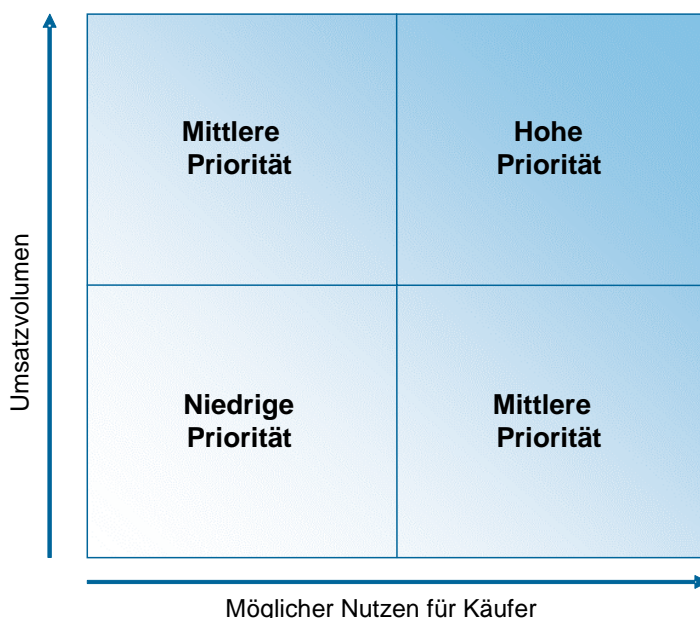 Mittlere
Priorität
Hohe
Priorität
Umsatzvolumen
Niedrige
Priorität
Mittlere
Priorität
Möglicher Nutzen für Käufer